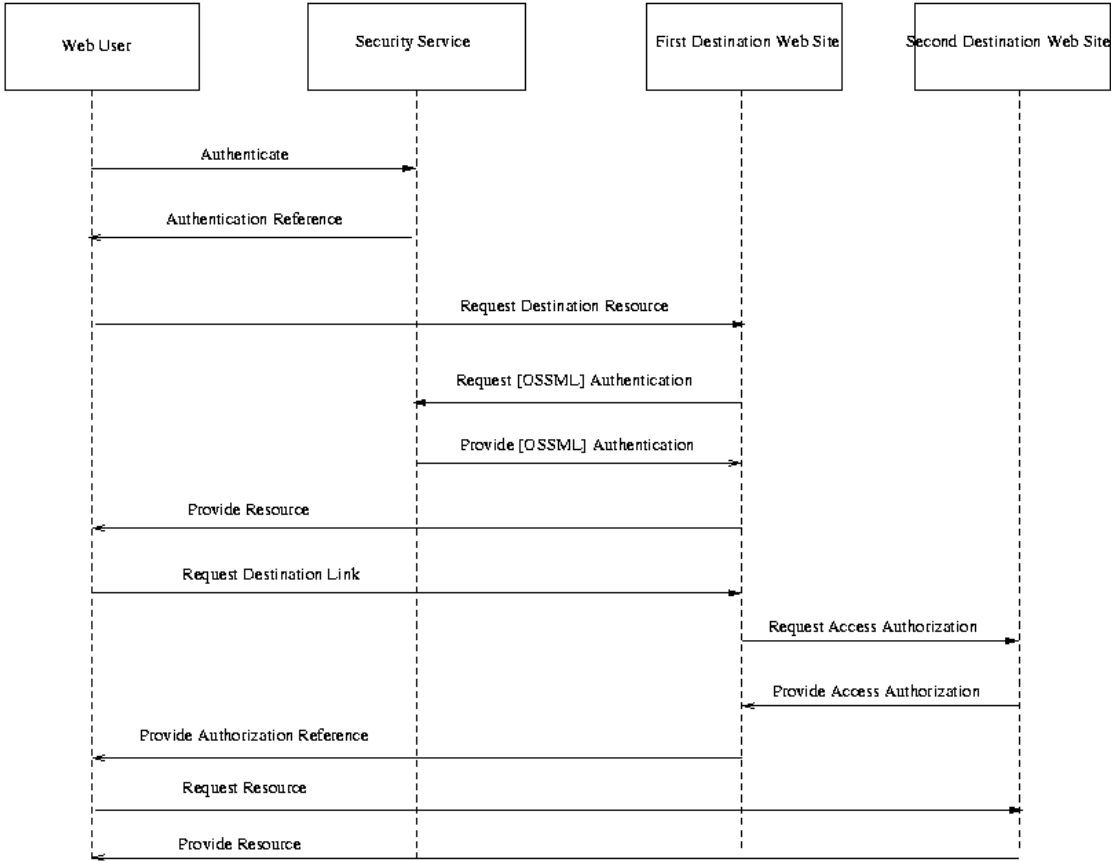 Web User
Security Service
First Destination Web Site
Second Destination Web Site
Authenticate
Authentication Reference
Request Destination Resource
Request [OSSML] Authentication
Provide [OSSML] Authentication
Provide Resource
Request Destination Link
Request Access Authorization
Provide Access Authorization
Provide Authorization Reference
Request Resource
Provide Resource